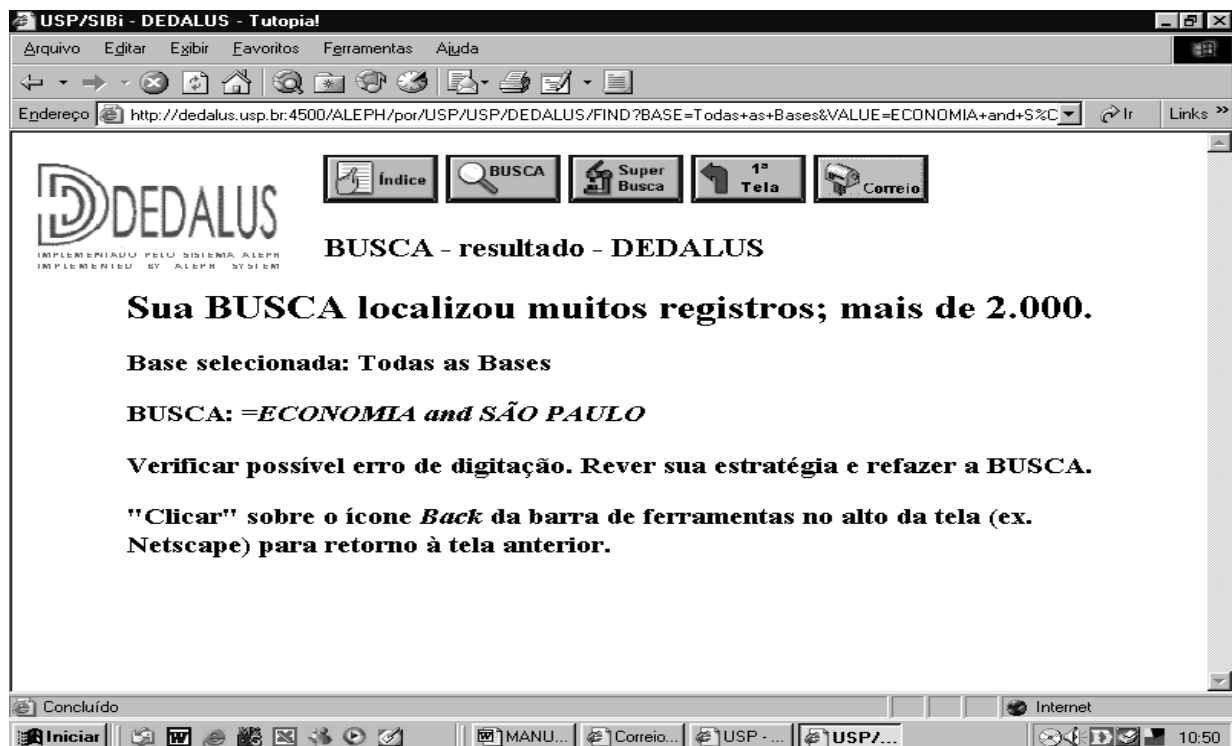 USP/SIBi - DEDALUS - Tutopia!
Arquivo Editar Exibir Favoritos Ferramentas Ajuda
Endereço http://dedalus.usp.br:4500/ALEPH/por/USP/USP/DEDALUS/FIND?BASE=Todas+as+Bases&VALUE=ECONOMIA+and+S%C Ir Links »
Índice BUSCA Super Busca 1ª Tela Correio
DEDALUS
IMPLEMENTADO PELO SISTEMA ALEPH
IMPLEMENTED BY ALEPH SYSTEM
BUSCA - resultado - DEDALUS
Sua BUSCA localizou muitos registros; mais de 2.000.
Base selecionada: Todas as Bases
BUSCA: =ECONOMIA and SÃO PAULO
Verificar possível erro de digitação. Rever sua estratégia e refazer a BUSCA.
"Clicar" sobre o ícone Back da barra de ferramentas no alto da tela (ex.
Netscape) para retorno à tela anterior.
Concluído Internet
Iniciar MANU... Correio... USP - ... USP/... 10:50